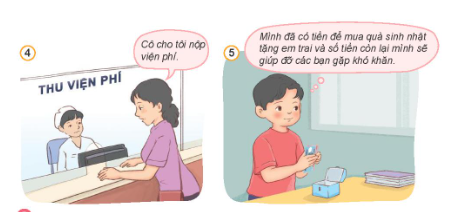 4
Cô cho tôi nộp
viện phí.
THU VIỆN PHÍ
5
Mình đã có tiền để mua quà sinh nhật
tặng em trai và số tiền còn lại mình sẽ
giúp đỡ các bạn gặp khó khăn.